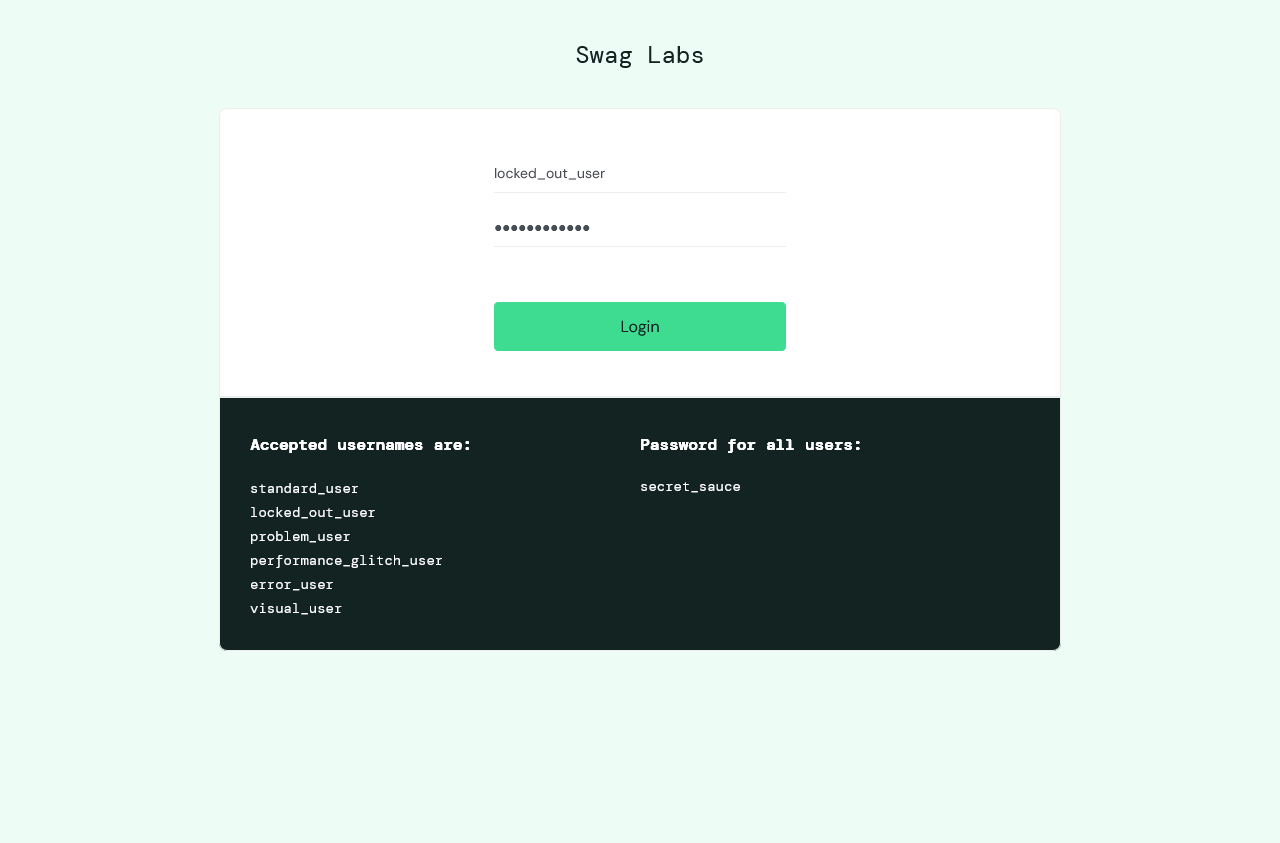 Swag Labs
locked_out_user
••••••••••••
Login
Accepted usernames are:
standard_user
locked_out_user
problem_user
performance_glitch_user
error_user
visual_user
Password for all users:
secret_sauce